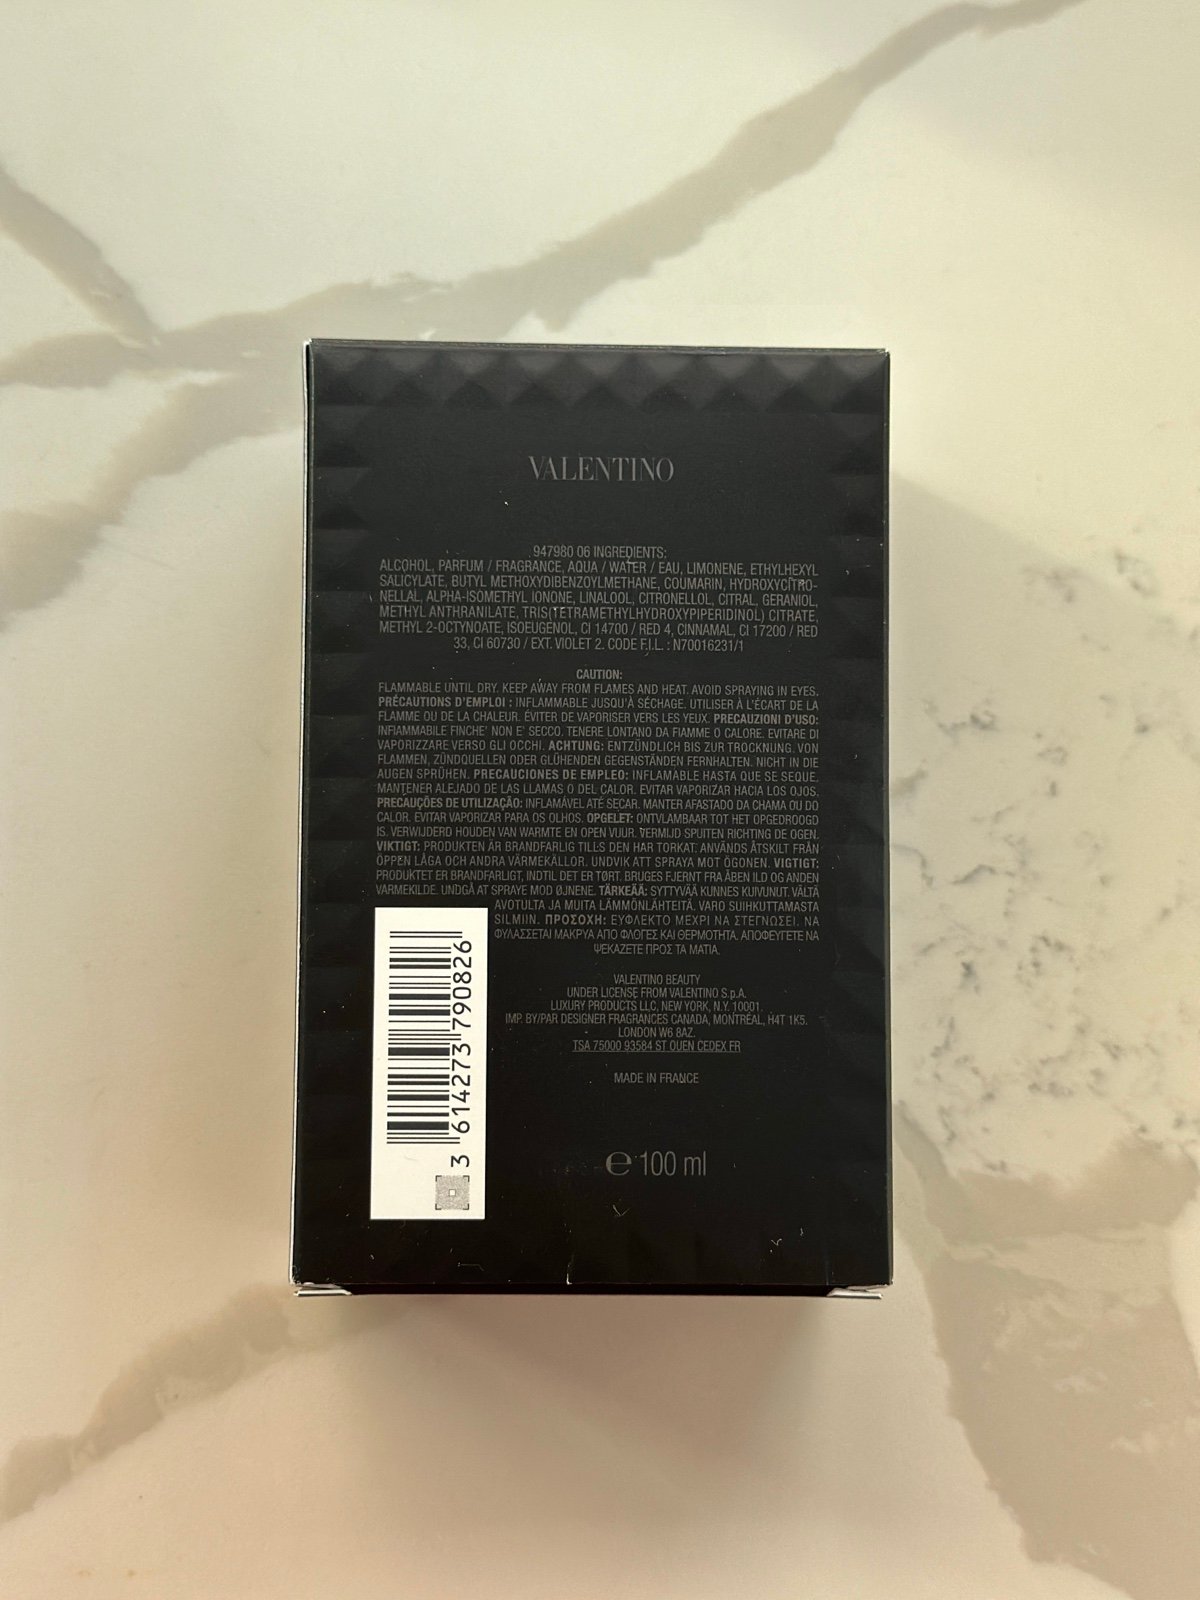 VALENTINO
947980 06 INGREDIENTS:
ALCOHOL, PARFUM / FRAGRANCE, AQUA / WATER / EAU, LIMONENE, ETHYLHEXYL
SALICYLATE, BUTYL METHOXYDIBENZOYLMETHANE, COUMARIN, HYDROXYCITRO-
NELLAL, ALPHA-ISOMETHYL IONONE, LINALOOL, CITRONELLOL, CITRAL, GERANIOL,
METHYL ANTHRANILATE, TRIS(TETRAMETHYLHYDROXYPIPERIDINOL) CITRATE,
METHYL 2-OCTYNOATE, ISOEUGENOL, CI 14700 / RED 4, CINNAMAL, CI 17200 / RED
33, CI 60730 / EXT. VIOLET 2. CODE F.I.L. : N70016231/1
CAUTION:
FLAMMABLE UNTIL DRY. KEEP AWAY FROM FLAMES AND HEAT. AVOID SPRAYING IN EYES.
PRÉCAUTIONS D'EMPLOI : INFLAMMABLE JUSQU'À SÉCHAGE. UTILISER À L'ÉCART DE LA
FLAMME OU DE LA CHALEUR. ÉVITER DE VAPORISER VERS LES YEUX. PRECAUZIONI D'USO:
INFIAMMABILE FINCHE' NON E' SECCO. TENERE LONTANO DA FIAMME O CALORE. EVITARE DI
VAPORIZZARE VERSO GLI OCCHI. ACHTUNG: ENTZÜNDLICH BIS ZUR TROCKNUNG. VON
FLAMMEN, ZÜNDQUELLEN ODER GLÜHENDEN GEGENSTÄNDEN FERNHALTEN. NICHT IN DIE
AUGEN SPRÜHEN. PRECAUCIONES DE EMPLEO: INFLAMABLE HASTA QUE SE SEQUE.
MANTENER ALEJADO DE LAS LLAMAS O DEL CALOR. EVITAR VAPORIZAR HACIA LOS OJOS.
PRECAUÇÕES DE UTILIZAÇÃO: INFLAMÁVEL ATÉ SECAR. MANTER AFASTADO DA CHAMA OU DO
CALOR. EVITAR VAPORIZAR PARA OS OLHOS. OPGELET: ONTVLAMBAAR TOT HET OPGEDROOGD
IS. VERWIJDERD HOUDEN VAN WARMTE EN OPEN VUUR. VERMIJD SPUITEN RICHTING DE OGEN.
VIKTIGT: PRODUKTEN ÄR BRANDFARLIG TILLS DEN HAR TORKAT. ANVÄNDS ÅTSKILT FRÅN
ÖPPEN LÅGA OCH ANDRA VÄRMEKÄLLOR. UNDVIK ATT SPRAYA MOT ÖGONEN. VIGTIGT:
PRODUKTET ER BRANDFARLIGT, INDTIL DET ER TØRT. BRUGES FJERNT FRA ÅBEN ILD OG ANDEN
VARMEKILDE. UNDGÅ AT SPRAYE MOD ØJNENE. TÄRKEÄÄ: SYTTYVÄÄ KUNNES KUIVUNUT. VÄLTÄ
AVOTULTA JA MUITA LÄMMÖNLÄHTEITÄ. VARO SUIHKUTTAMASTA
SILMIIN. ΠΡΟΣΟΧΗ: ΕΥΦΛΕΚΤΟ ΜΕΧΡΙ ΝΑ ΣΤΕΓΝΩΣΕΙ. ΝΑ
ΦΥΛΑΣΣΕΤΑΙ ΜΑΚΡΥΑ ΑΠΟ ΦΛΟΓΕΣ ΚΑΙ ΘΕΡΜΟΤΗΤΑ. ΑΠΟΦΕΥΓΕΤΕ ΝΑ
ΨΕΚΑΖΕΤΕ ΠΡΟΣ ΤΑ ΜΑΤΙΑ.
VALENTINO BEAUTY
UNDER LICENSE FROM VALENTINO S.p.A.
LUXURY PRODUCTS LLC, NEW YORK, N.Y. 10001.
IMP. BY/PAR DESIGNER FRAGRANCES CANADA, MONTRÉAL, H4T 1K5.
LONDON W6 8AZ.
TSA 75000 93584 ST OUEN CEDEX FR
MADE IN FRANCE
℮ 100 ml
3 614273 790826